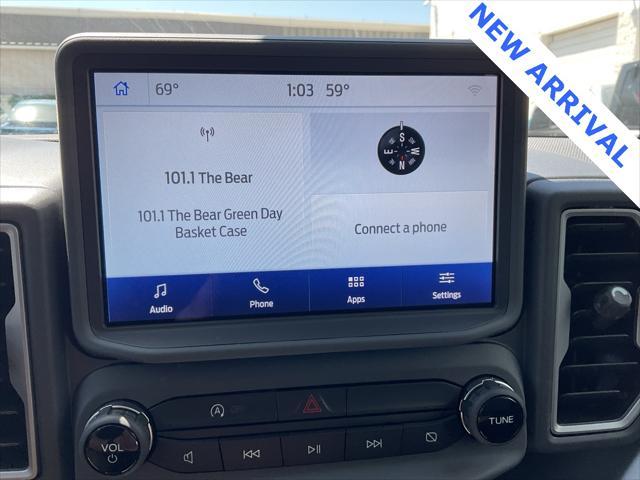 NEW ARRIVAL
69° 1:03 59°
101.1 The Bear
101.1 The Bear Green Day
Basket Case
S
E W
N
Connect a phone
Audio Phone Apps Settings
A
VOL TUNE